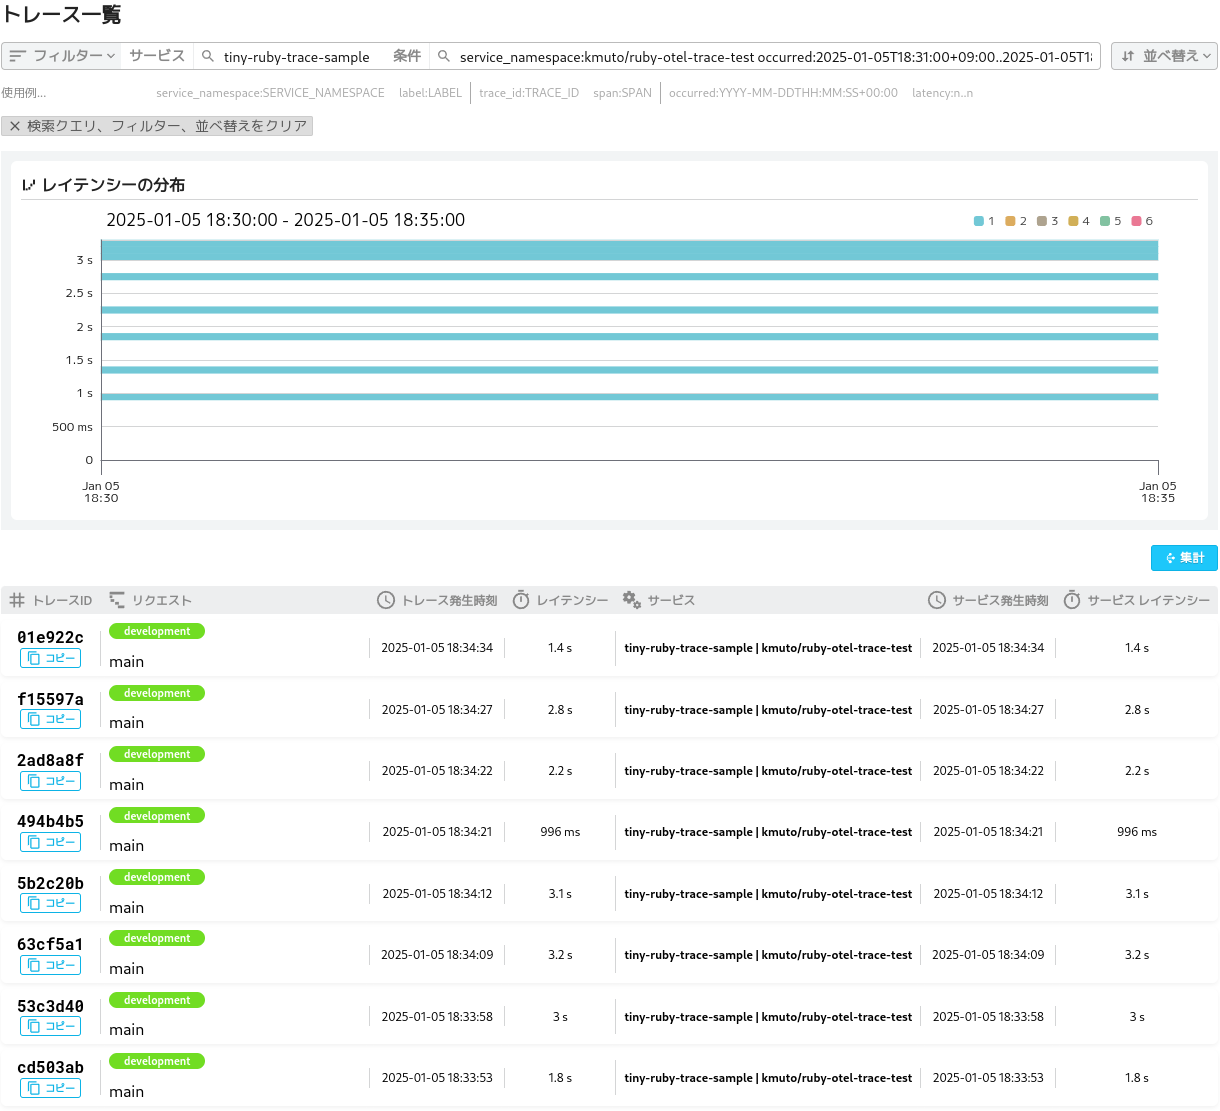 トレース一覧
フィルター サービス tiny-ruby-trace-sample 条件 service_namespace:kmuto/ruby-otel-trace-test occurred:2025-01-05T18:31:00+09:00..2025-01-05T18: 並べ替え
使用例... service_namespace:SERVICE_NAMESPACE label:LABEL trace_id:TRACE_ID span:SPAN occurred:YYYY-MM-DDTHH:MM:SS+00:00 latency:n..n
✕ 検索クエリ、フィルター、並べ替えをクリア
レイテンシーの分布
2025-01-05 18:30:00 - 2025-01-05 18:35:00 1 2 3 4 5 6
3 s
2.5 s
2 s
1.5 s
1 s
500 ms
0
Jan 05 Jan 05
18:30 18:35
集計
トレースID リクエスト トレース発生時刻 レイテンシー サービス サービス発生時刻 サービス レイテンシー
development
01e922c 2025-01-05 18:34:34 1.4 s tiny-ruby-trace-sample | kmuto/ruby-otel-trace-test 2025-01-05 18:34:34 1.4 s
コピー main
development
f15597a 2025-01-05 18:34:27 2.8 s tiny-ruby-trace-sample | kmuto/ruby-otel-trace-test 2025-01-05 18:34:27 2.8 s
コピー main
development
2ad8a8f 2025-01-05 18:34:22 2.2 s tiny-ruby-trace-sample | kmuto/ruby-otel-trace-test 2025-01-05 18:34:22 2.2 s
コピー main
development
494b4b5 2025-01-05 18:34:21 996 ms tiny-ruby-trace-sample | kmuto/ruby-otel-trace-test 2025-01-05 18:34:21 996 ms
コピー main
development
5b2c20b 2025-01-05 18:34:12 3.1 s tiny-ruby-trace-sample | kmuto/ruby-otel-trace-test 2025-01-05 18:34:12 3.1 s
コピー main
development
63cf5a1 2025-01-05 18:34:09 3.2 s tiny-ruby-trace-sample | kmuto/ruby-otel-trace-test 2025-01-05 18:34:09 3.2 s
コピー main
development
53c3d40 2025-01-05 18:33:58 3 s tiny-ruby-trace-sample | kmuto/ruby-otel-trace-test 2025-01-05 18:33:58 3 s
コピー main
development
cd503ab 2025-01-05 18:33:53 1.8 s tiny-ruby-trace-sample | kmuto/ruby-otel-trace-test 2025-01-05 18:33:53 1.8 s
コピー main